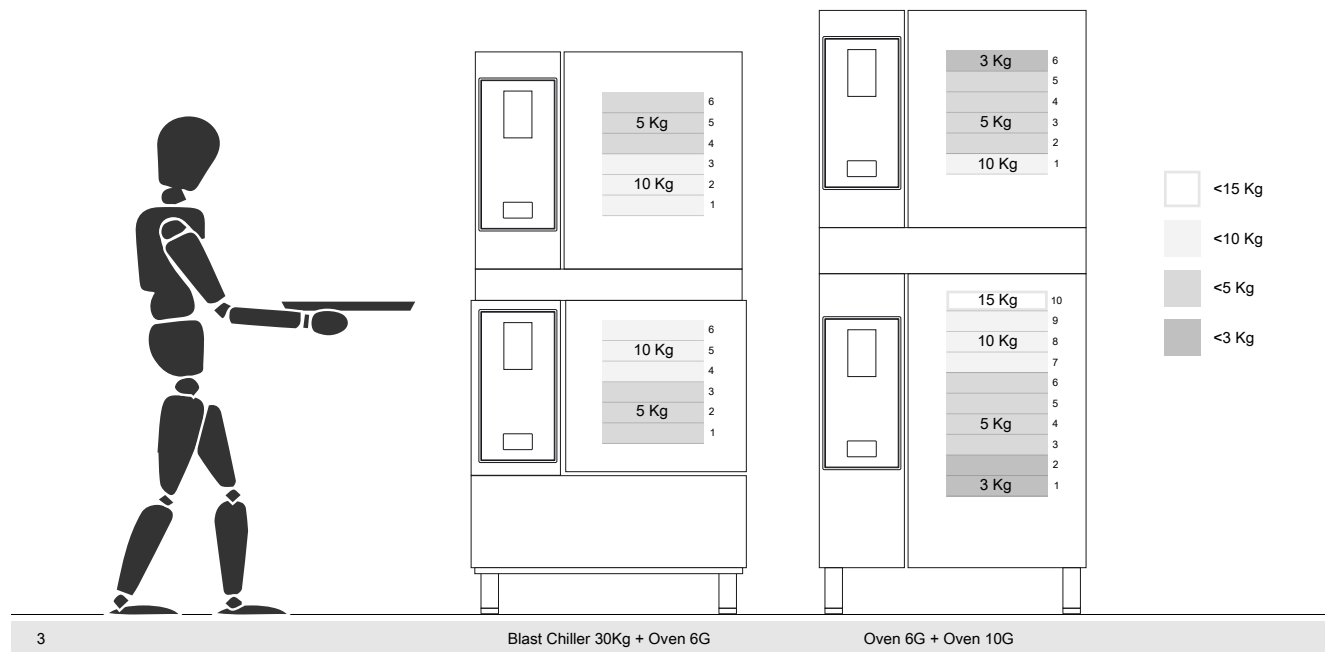 6
5 Kg 5
4
3
10 Kg 2
1
6
10 Kg 5
4
3
5 Kg 2
1
3 Kg 6
5
4
5 Kg 3
2
10 Kg 1
15 Kg 10
9
10 Kg 8
7
6
5
5 Kg 4
3
2
3 Kg 1
<15 Kg
<10 Kg
<5 Kg
<3 Kg
3 Blast Chiller 30Kg + Oven 6G Oven 6G + Oven 10G